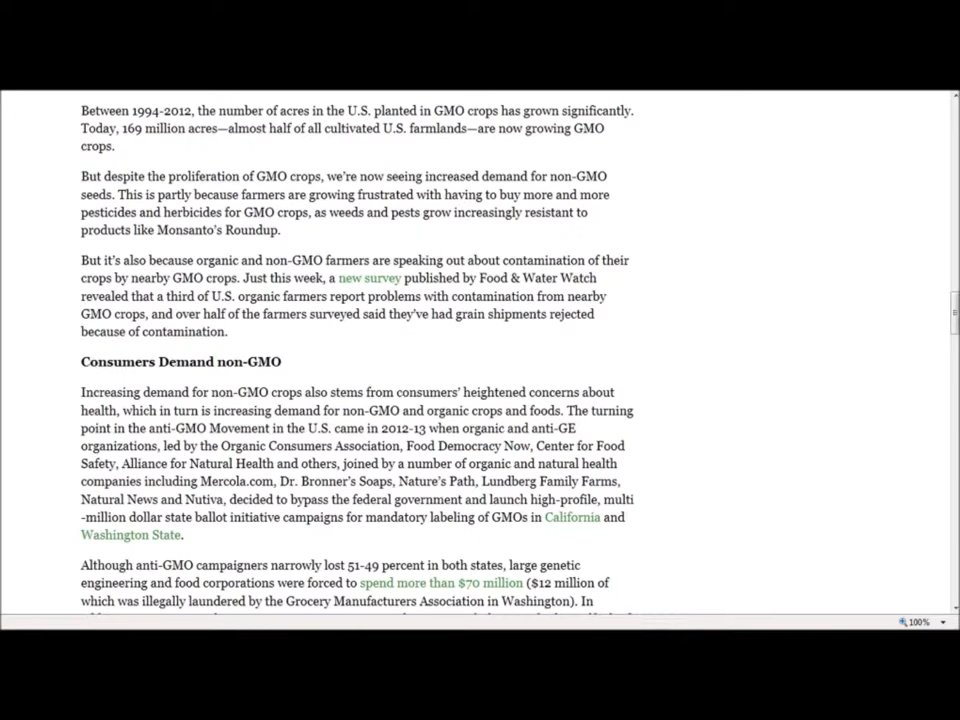 Between 1994-2012, the number of acres in the U.S. planted in GMO crops has grown significantly.
Today, 169 million acres—almost half of all cultivated U.S. farmlands—are now growing GMO
crops.
But despite the proliferation of GMO crops, we're now seeing increased demand for non-GMO
seeds. This is partly because farmers are growing frustrated with having to buy more and more
pesticides and herbicides for GMO crops, as weeds and pests grow increasingly resistant to
products like Monsanto's Roundup.
But it's also because organic and non-GMO farmers are speaking out about contamination of their
crops by nearby GMO crops. Just this week, a new survey published by Food & Water Watch
revealed that a third of U.S. organic farmers report problems with contamination from nearby
GMO crops, and over half of the farmers surveyed said they've had grain shipments rejected
because of contamination.
Consumers Demand non-GMO
Increasing demand for non-GMO crops also stems from consumers' heightened concerns about
health, which in turn is increasing demand for non-GMO and organic crops and foods. The turning
point in the anti-GMO Movement in the U.S. came in 2012-13 when organic and anti-GE
organizations, led by the Organic Consumers Association, Food Democracy Now, Center for Food
Safety, Alliance for Natural Health and others, joined by a number of organic and natural health
companies including Mercola.com, Dr. Bronner's Soaps, Nature's Path, Lundberg Family Farms,
Natural News and Nutiva, decided to bypass the federal government and launch high-profile, multi
-million dollar state ballot initiative campaigns for mandatory labeling of GMOs in California and
Washington State.
Although anti-GMO campaigners narrowly lost 51-49 percent in both states, large genetic
engineering and food corporations were forced to spend more than $70 million ($12 million of
which was illegally laundered by the Grocery Manufacturers Association in Washington). In
100%